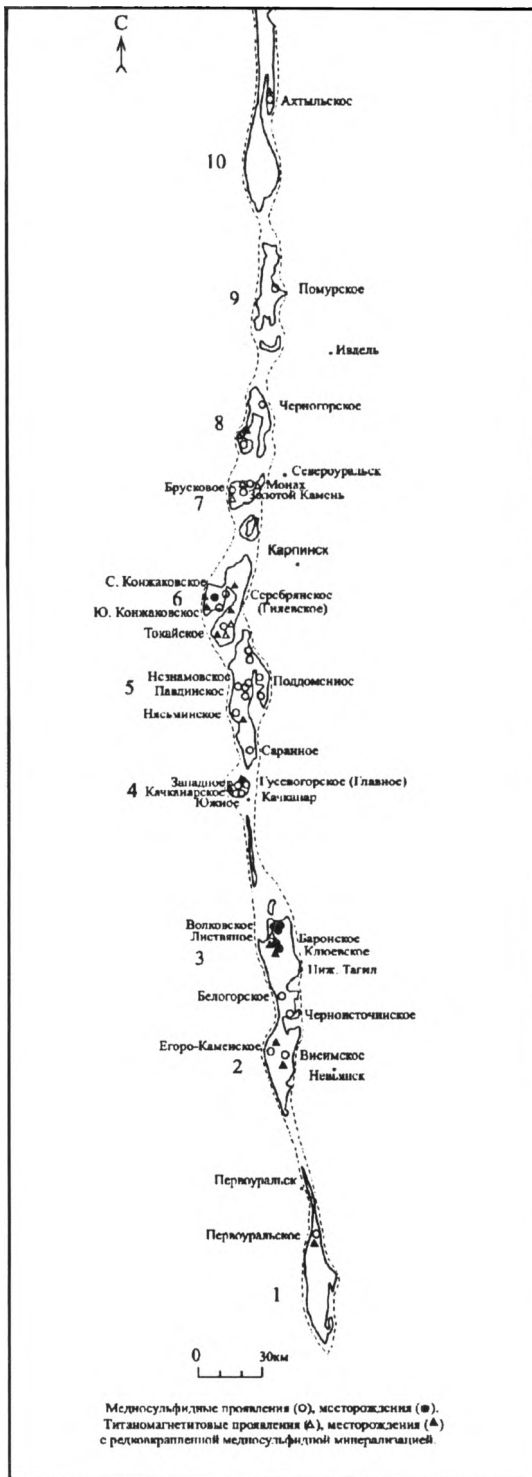 С
Ахтыльское
10
Помурское
9
Ивдель
Черногорское
8
Североуральск
Брусковое
Монах
Золотой Камень
7
Карпинск
С. Конжаковское
6
Серебрянское
(Гилевское)
Ю. Конжаковское
Токайское
Незнамовское
Поддоменное
5
Павдинское
Нясьминское
Саранное
Западное
Гусевогорское (Главное)
4
Качканарское
Качканар
Южное
Волковское
Баронское
Листвяное
Клюевское
3
Ниж. Тагил
Белогорское
Черноисточинское
Егоро-Каменское
Висимское
2
Невьянск
Первоуральск
Первоуральское
1
0 30км
Медносульфидные проявления (○), месторождения (●).
Титаномагнетитовые проявления (△), месторождения (▲)
с редковкрапленной медносульфидной минерализацией.